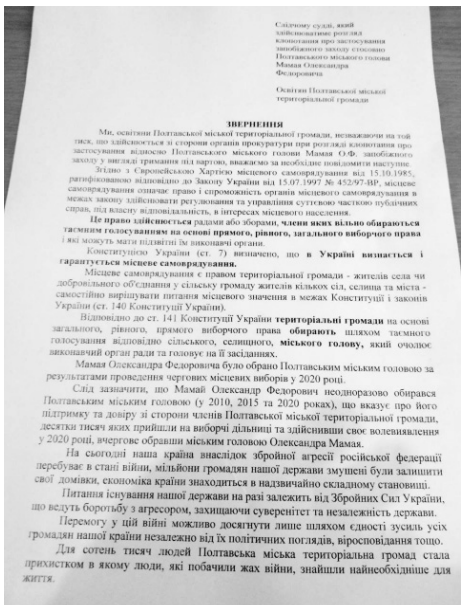 Слідчому судді, який
здійснюватиме розгляд
клопотання про застосування
запобіжного заходу стосовно
Полтавського міського голови
Мамая Олександра
Федоровича
Освітян Полтавської міської
територіальної громади
ЗВЕРНЕННЯ
Ми, освітяни Полтавської міської територіальної громади, незважаючи на той
тиск, що здійснюється зі сторони органів прокуратури при розгляді клопотання про
застосування відносно Полтавського міського голови Мамая О.Ф. запобіжного
заходу у вигляді тримання під вартою, вважаємо за необхідне повідомити наступне.
Згідно з Європейською Хартією місцевого самоврядування від 15.10.1985,
ратифікованою відповідно до Закону України від 15.07.1997 № 452/97-ВР, місцеве
самоврядування означає право і спроможність органів місцевого самоврядування в
межах закону здійснювати регулювання та управління суттєвою часткою публічних
справ, під власну відповідальність, в інтересах місцевого населення.
Це право здійснюється радами або зборами, члени яких вільно обираються
таємним голосуванням на основі прямого, рівного, загального виборчого права
і які можуть мати підзвітні їм виконавчі органи.
Конституцією України (ст. 7) визначено, що в Україні визнається і
гарантується місцеве самоврядування.
Місцеве самоврядування є правом територіальної громади - жителів села чи
добровільного об'єднання у сільську громаду жителів кількох сіл, селища та міста -
самостійно вирішувати питання місцевого значення в межах Конституції і законів
України (ст. 140 Конституції України).
Відповідно до ст. 141 Конституції України територіальні громади на основі
загального, рівного, прямого виборчого права обирають шляхом таємного
голосування відповідно сільського, селищного, міського голову, який очолює
виконавчий орган ради та головує на її засіданнях.
Мамая Олександра Федоровича було обрано Полтавським міським головою за
результатами проведення чергових місцевих виборів у 2020 році.
Слід зазначити, що Мамай Олександр Федорович неодноразово обирався
Полтавським міським головою (у 2010, 2015 та 2020 роках), що вказує про його
підтримку та довіру зі сторони членів Полтавської міської територіальної громади,
десятки тисяч яких прийшли на виборчі дільниці та здійснивши своє волевиявлення
у 2020 році, вчергове обравши міським головою Олександра Мамая.
На сьогодні наша країна внаслідок збройної агресії російської федерації
перебуває в стані війни, мільйони громадян нашої держави змушені були залишити
свої домівки, економіка країни знаходиться в надзвичайно складному становищі.
Питання існування нашої держави на разі залежить від Збройних Сил України,
що ведуть боротьбу з агресором, захищаючи суверенітет та незалежність держави.
Перемогу у цій війні можливо досягнути лише шляхом єдності зусиль усіх
громадян нашої країни незалежно від їх політичних поглядів, віросповідання тощо.
Для сотень тисяч людей Полтавська міська територіальна громад стала
прихистком в якому люди, які побачили жах війни, знайшли найнеобхідніше для
життя.